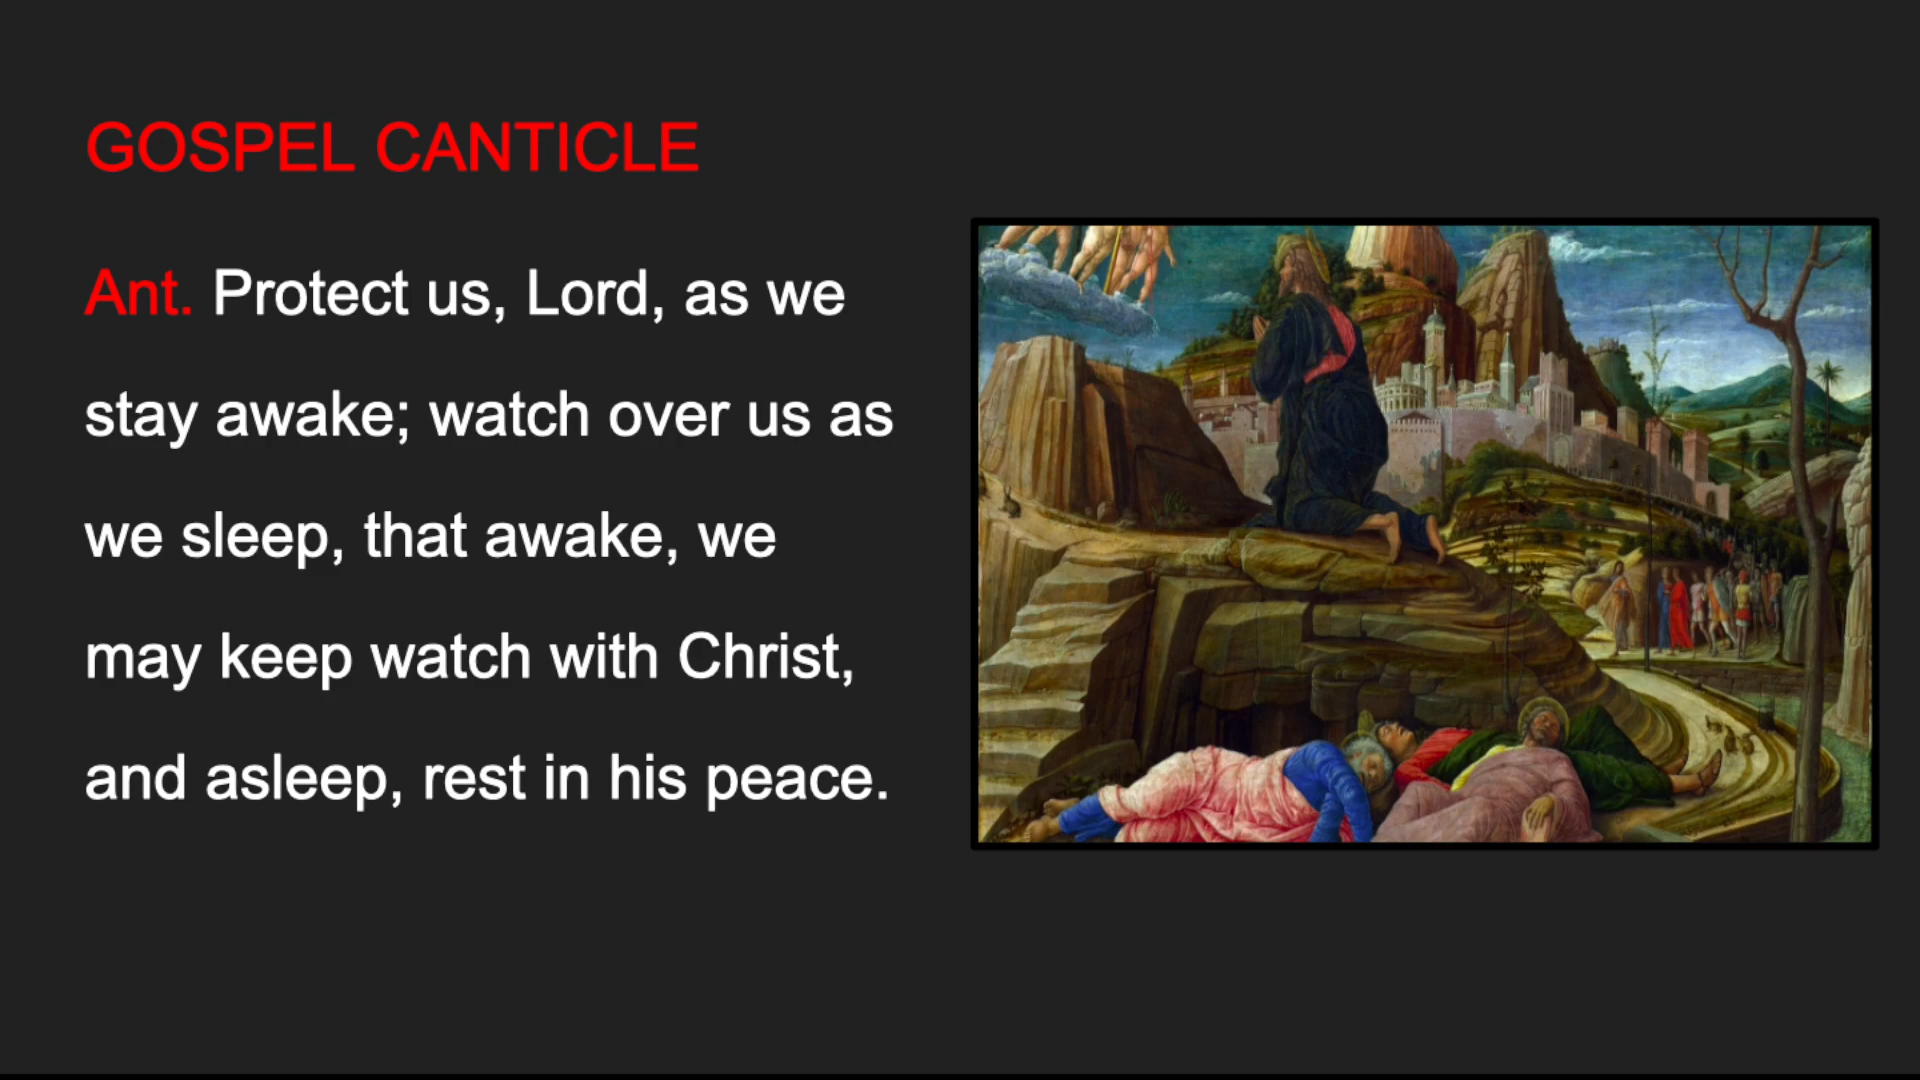 GOSPEL CANTICLE
Ant. Protect us, Lord, as we
stay awake; watch over us as
we sleep, that awake, we
may keep watch with Christ,
and asleep, rest in his peace.